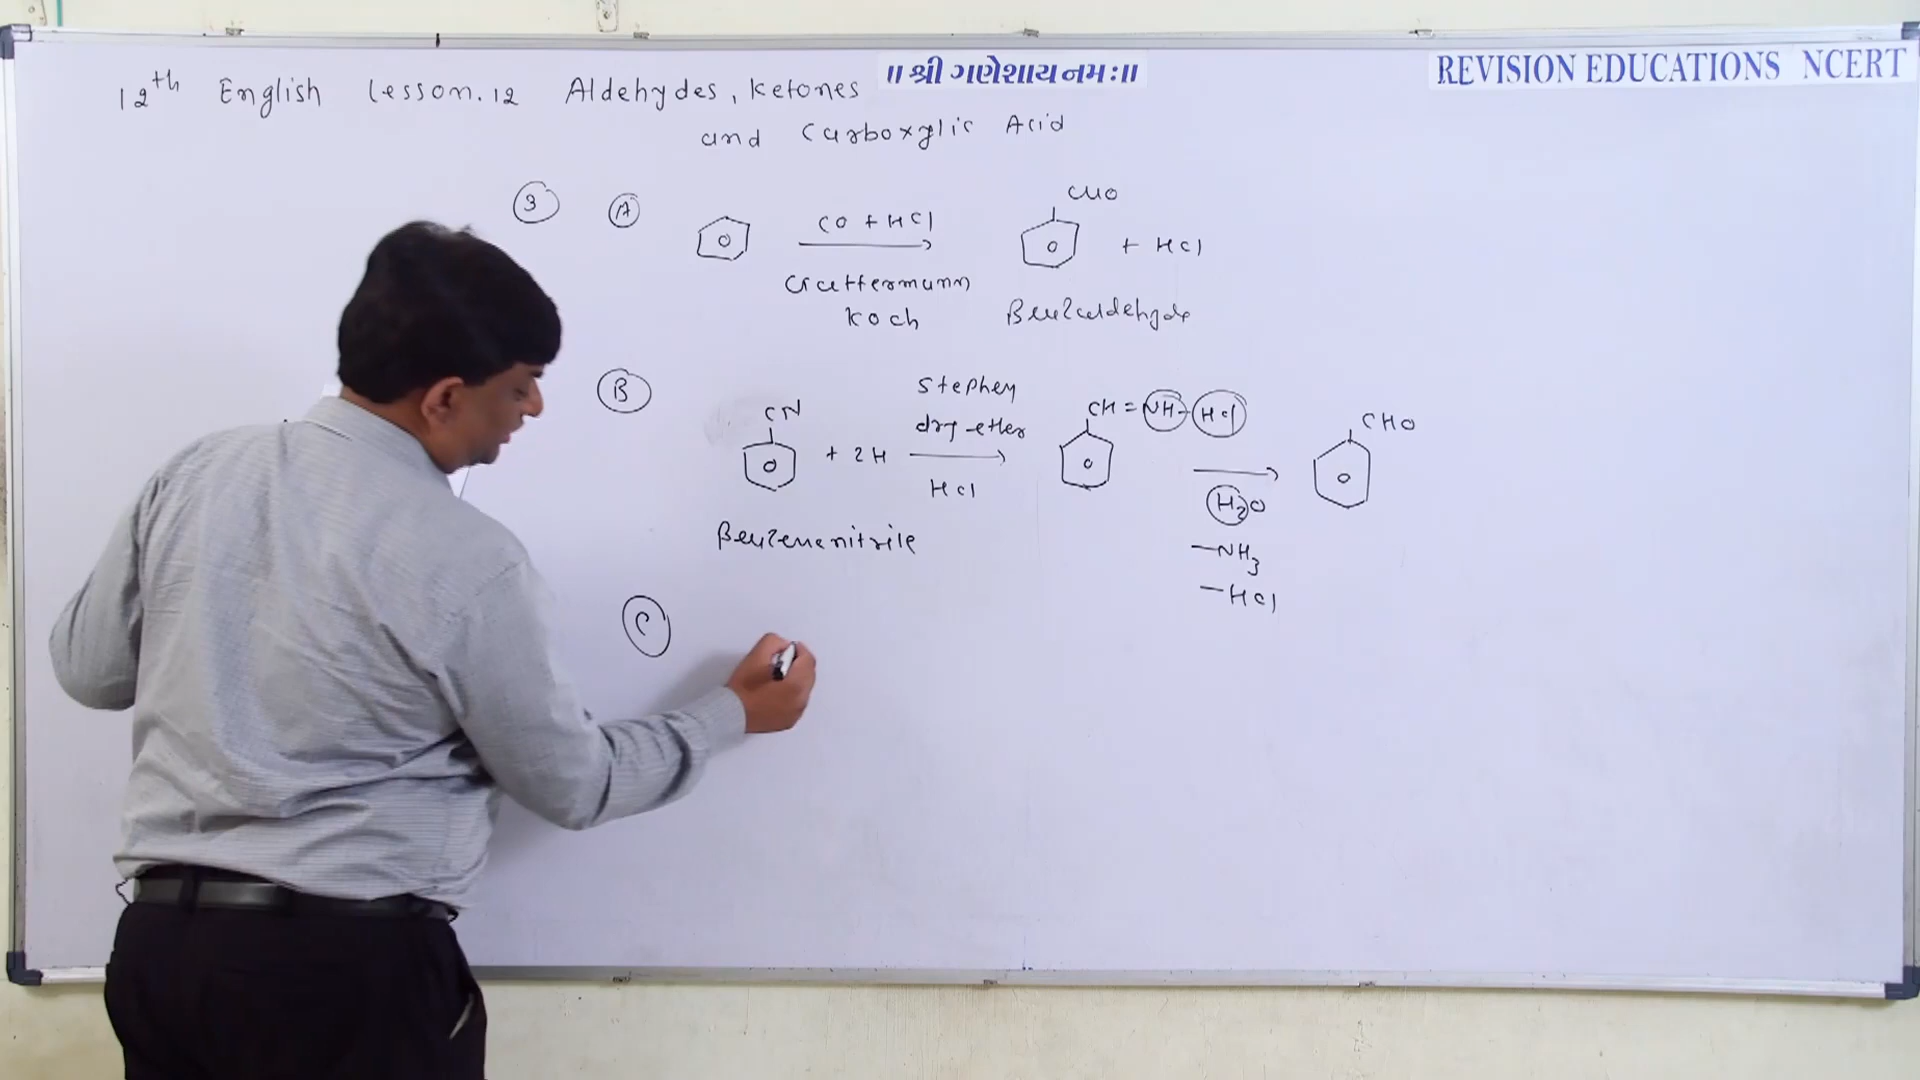 12th English Lesson.12 Aldehydes, Ketones
and Carboxylic Acid
॥ શ્રી ગણેશાય નમઃ ॥
REVISION EDUCATIONS NCERT
3 A
CO + HCl
CHO
+ HCl
Gattermann
Koch
Benzaldehyde
B
CN
+ 2H
Stephen
dry ether
HCl
CH = NH - HCl
H2O
-NH3
-HCl
CHO
Benzenenitrile
C